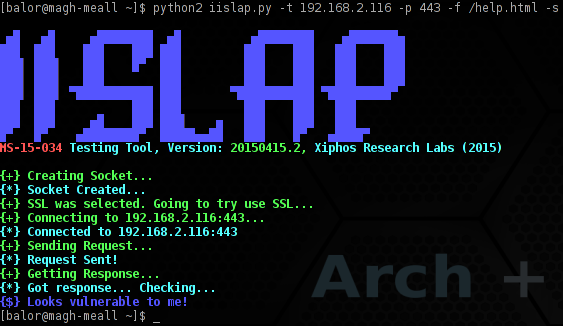 [balor@magh-meall ]$ python2 iislap.py -t 192.168.2.116 -p 443 -f /help.html -s
IISLAP
MS-15-034 Testing Tool, Version: 20150415.2, Xiphos Research Labs (2015)
{+} Creating Socket...
{*} Socket Created...
{+} SSL was selected. Going to try use SSL...
{+} Connecting to 192.168.2.116:443...
{*} Connected to 192.168.2.116:443
{+} Sending Request...
{*} Request Sent!
{+} Getting Response...
{*} Got response... Checking...
{$} Looks vulnerable to me!
[balor@magh-meall ]$ _
Arch +